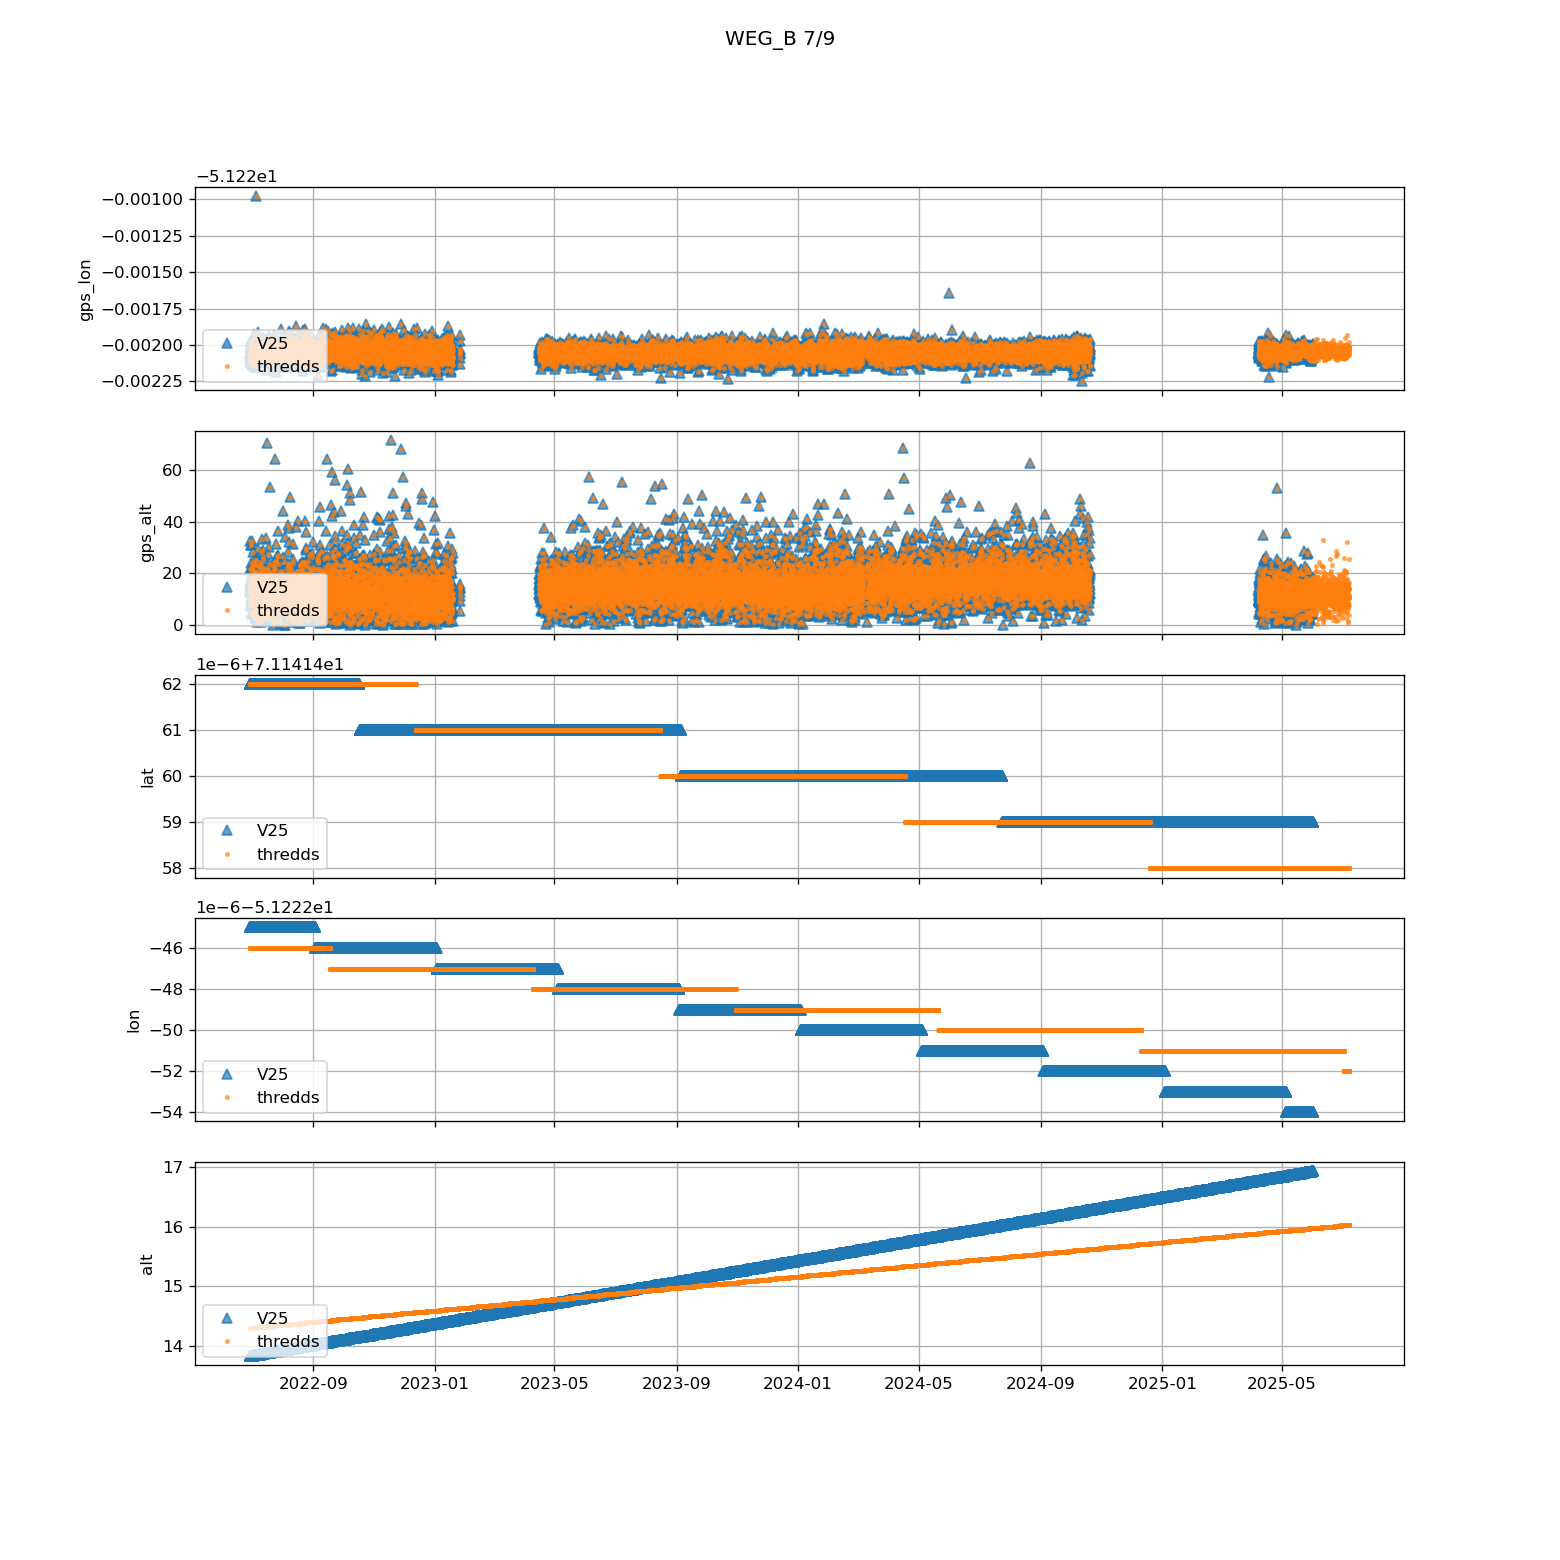 WEG_B 7/9
−5.122e1
−0.00100
−0.00125
−0.00150
−0.00175
−0.00200
−0.00225
gps_lon
V25
thredds
60
40
20
0
gps_alt
V25
thredds
1e−6+7.11414e1
62
61
60
59
58
lat
V25
thredds
1e−6−5.1222e1
−46
−48
−50
−52
−54
lon
V25
thredds
17
16
15
14
alt
V25
thredds
2022-09 2023-01 2023-05 2023-09 2024-01 2024-05 2024-09 2025-01 2025-05